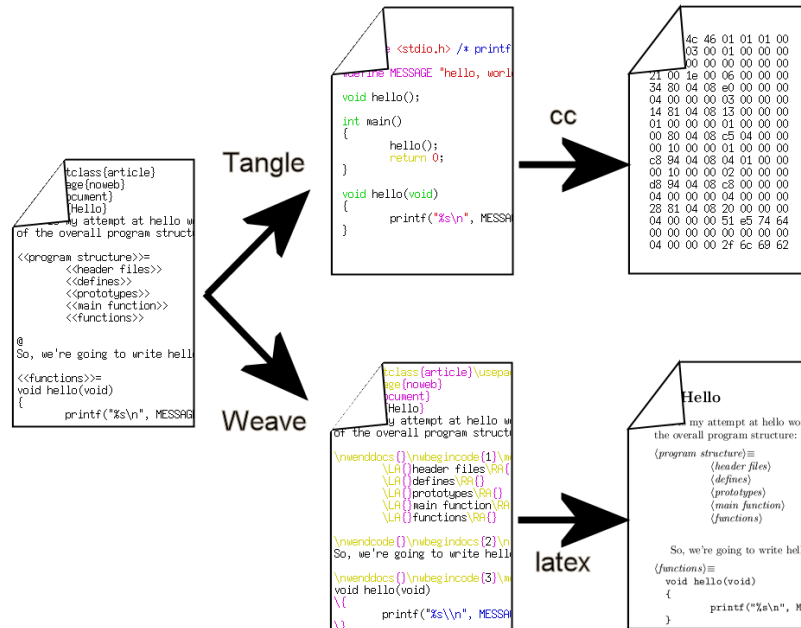 tclass{article}
age{noweb}
ocument}
{Hello}
my attempt at hello w
of the overall program struct
<<program structure>>=
<<header files>>
<<defines>>
<<prototypes>>
<<main function>>
<<functions>>
@
So, we're going to write hell
<<functions>>=
void hello(void)
{
printf("%s\n", MESSAG
Tangle
Weave
<stdio.h> /* printf
define MESSAGE "hello, worl
void hello();
int main()
{
hello();
return 0;
}
void hello(void)
{
printf("%s\n", MESSA
}
cc
4c 46 01 01 01 00
03 00 01 00 00 00
00 00 00 00 00
21 00 1e 00 06 00 00 00
34 80 04 08 e0 00 00 00
04 00 00 00 03 00 00 00
14 81 04 08 13 00 00 00
01 00 00 00 01 00 00 00
00 80 04 08 c5 04 00 00
00 10 00 00 01 00 00 00
c8 94 04 08 04 01 00 00
00 10 00 00 02 00 00 00
d8 94 04 08 c8 00 00 00
04 00 00 00 04 00 00 00
28 81 04 08 20 00 00 00
04 00 00 00 51 e5 74 64
00 00 00 00 00 00 00 00
04 00 00 00 2f 6c 69 62
tclass{article}\usepa
age{noweb}
ocument}
{Hello}
my attempt at hello w
of the overall program struct
\nwenddocs{}\nwbegincode{1}\m
\LA{}header files\RA{
\LA{}defines\RA{}
\LA{}prototypes\RA{}
\LA{}main function\RA
\LA{}functions\RA{}
\nwendcode{}\nwbegindocs{2}\n
So, we're going to write hell
\nwenddocs{}\nwbegincode{3}\m
void hello(void)
\{
printf("%s\\n", MESSA
\}
latex
Hello
my attempt at hello wo
the overall program structure:
⟨program structure⟩≡
⟨header files⟩
⟨defines⟩
⟨prototypes⟩
⟨main function⟩
⟨functions⟩
So, we're going to write hell
⟨functions⟩≡
void hello(void)
{
printf("%s\n", M
}